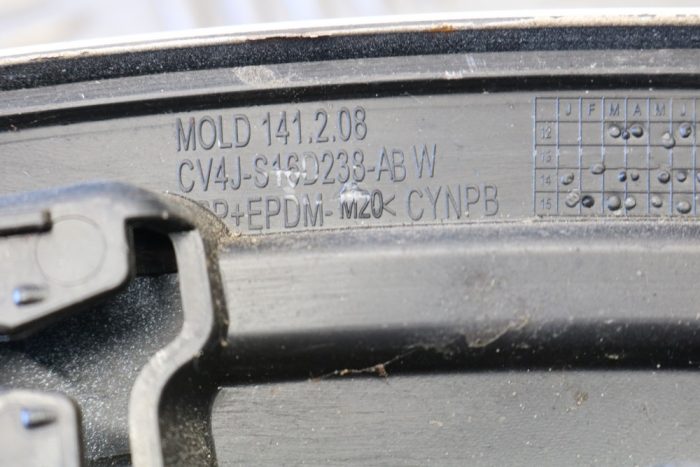 MOLD 141.2.08
CV4J-S16D238-AB W
PP+EPDM-M20< CYNPB
J F M A M J
12
13
14
15